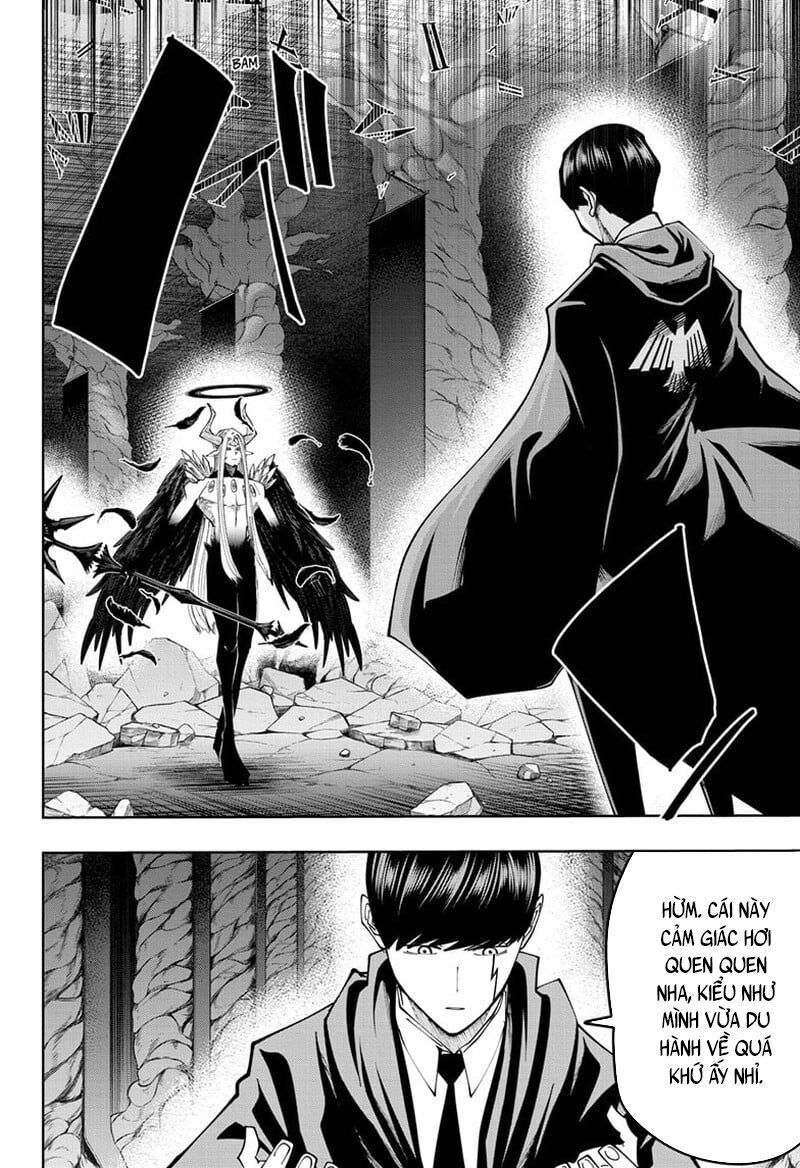 BAM
HỪM. CÁI NÀY
CẢM GIÁC HƠI
QUEN QUEN
NHA, KIỂU NHƯ
MÌNH VỪA DU
HÀNH VỀ QUÁ
KHỨ ẤY NHỈ.